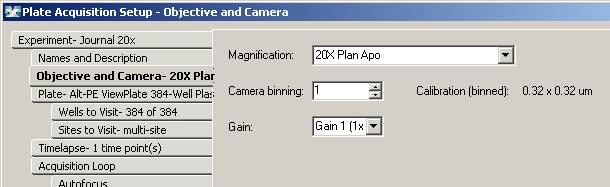 Plate Acquisition Setup - Objective and Camera
Experiment- Journal 20x
Names and Description
Objective and Camera- 20X Plan
Plate- Alt-PE ViewPlate 384-Well Plas
Wells to Visit- 384 of 384
Sites to Visit- multi-site
Timelapse- 1 time point(s)
Acquisition Loop
Autofocus
Magnification: 20X Plan Apo
Camera binning: 1 Calibration (binned): 0.32 x 0.32 um
Gain: Gain 1 (1x